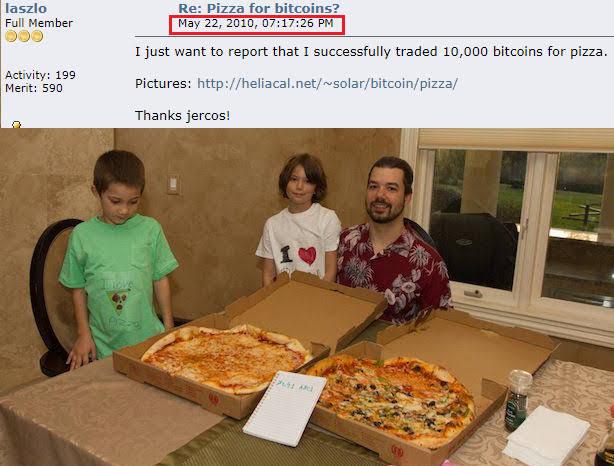 laszlo
Full Member
Activity: 199
Merit: 590
Re: Pizza for bitcoins?
May 22, 2010, 07:17:26 PM
I just want to report that I successfully traded 10,000 bitcoins for pizza.
Pictures: http://heliacal.net/~solar/bitcoin/pizza/
Thanks jercos!
I love
I